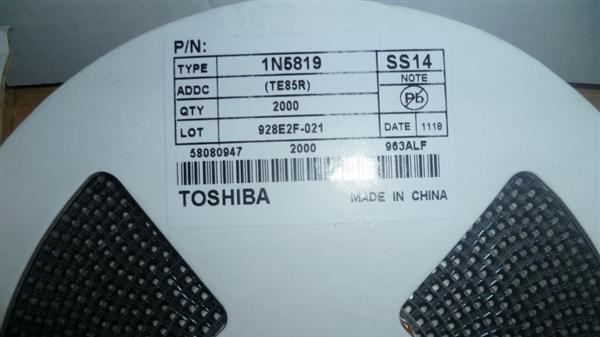 P/N:
TYPE 1N5819 SS14
ADDC (TE85R) NOTE
QTY 2000 Pb
LOT 928E2F-021 DATE 1118
58080947 2000 963ALF
TOSHIBA MADE IN CHINA